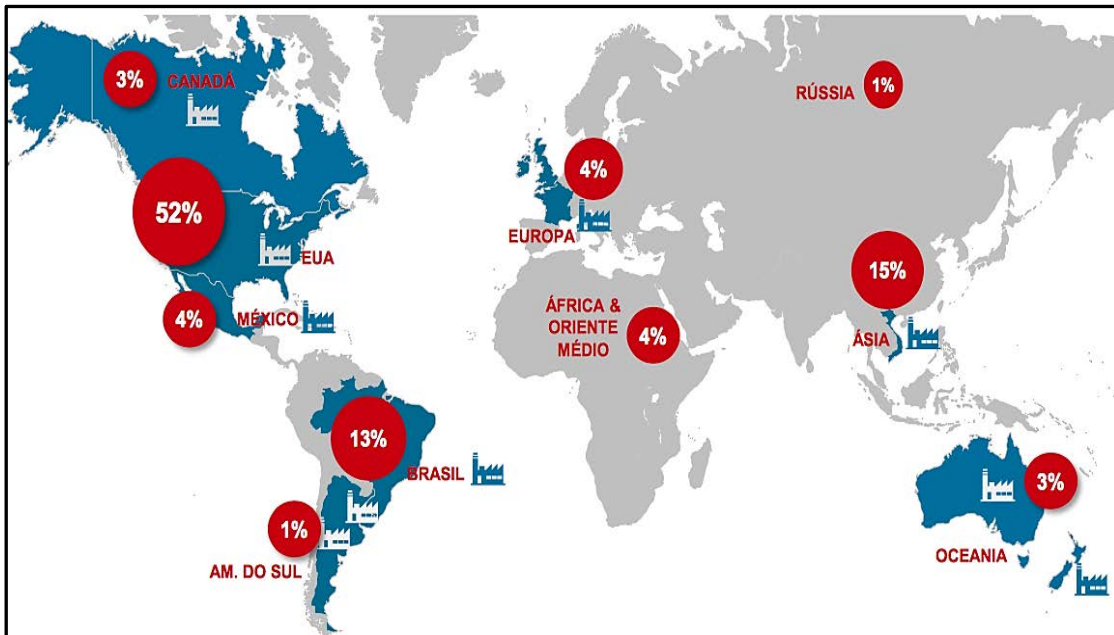 3%
CANADÁ
RÚSSIA
1%
52%
EUA
4%
MÉXICO
4%
EUROPA
ÁFRICA &
ORIENTE
MÉDIO
4%
15%
ÁSIA
13%
BRASIL
1%
AM. DO SUL
3%
OCEANIA